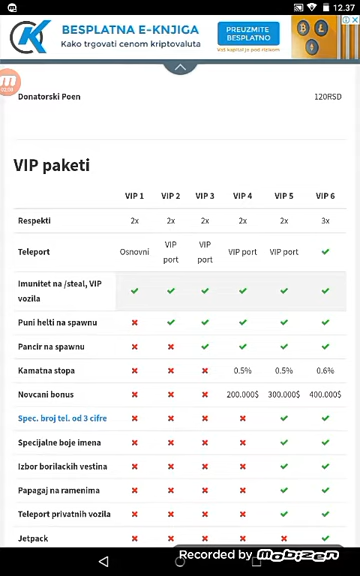 12.37
BESPLATNA E-KNJIGA
Kako trgovati cenom kriptovaluta
PREUZMITE BESPLATNO
Donatorski Poen 120RSD
VIP paketi
VIP 1 VIP 2 VIP 3 VIP 4 VIP 5 VIP 6
Respekti 2x 2x 2x 2x 2x 3x
Teleport Osnovni VIP port VIP port VIP port VIP port
Imunitet na /steal, VIP vozila
Puni helti na spawnu
Pancir na spawnu
Kamatna stopa 0.5% 0.5% 0.6%
Novcani bonus 200.000$ 300.000$ 400.000$
Spec. broj tel. od 3 cifre
Specijalne boje imena
Izbor borilackih vestina
Papagaj na ramenima
Teleport privatnih vozila
Jetpack
Recorded by Mobizen